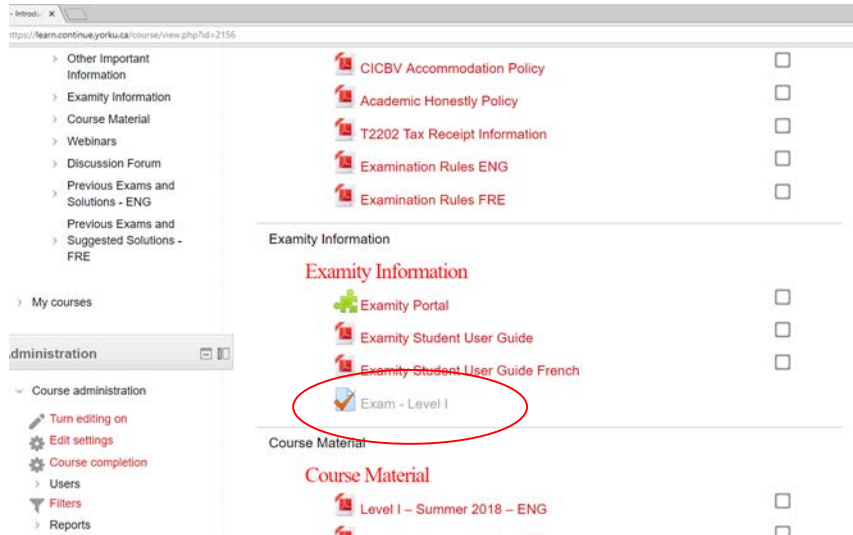 - Introdu... ×
https://learn.continue.yorku.ca/course/view.php?id=2156
Other Important
Information
Examity Information
Course Material
Webinars
Discussion Forum
Previous Exams and
Solutions - ENG
Previous Exams and
Suggested Solutions -
FRE
My courses
dministration
Course administration
Turn editing on
Edit settings
Course completion
Users
Filters
Reports
CICBV Accommodation Policy
Academic Honestly Policy
T2202 Tax Receipt Information
Examination Rules ENG
Examination Rules FRE
Examity Information
Examity Information
Examity Portal
Examity Student User Guide
Examity Student User Guide French
Exam - Level I
Course Material
Course Material
Level I – Summer 2018 – ENG